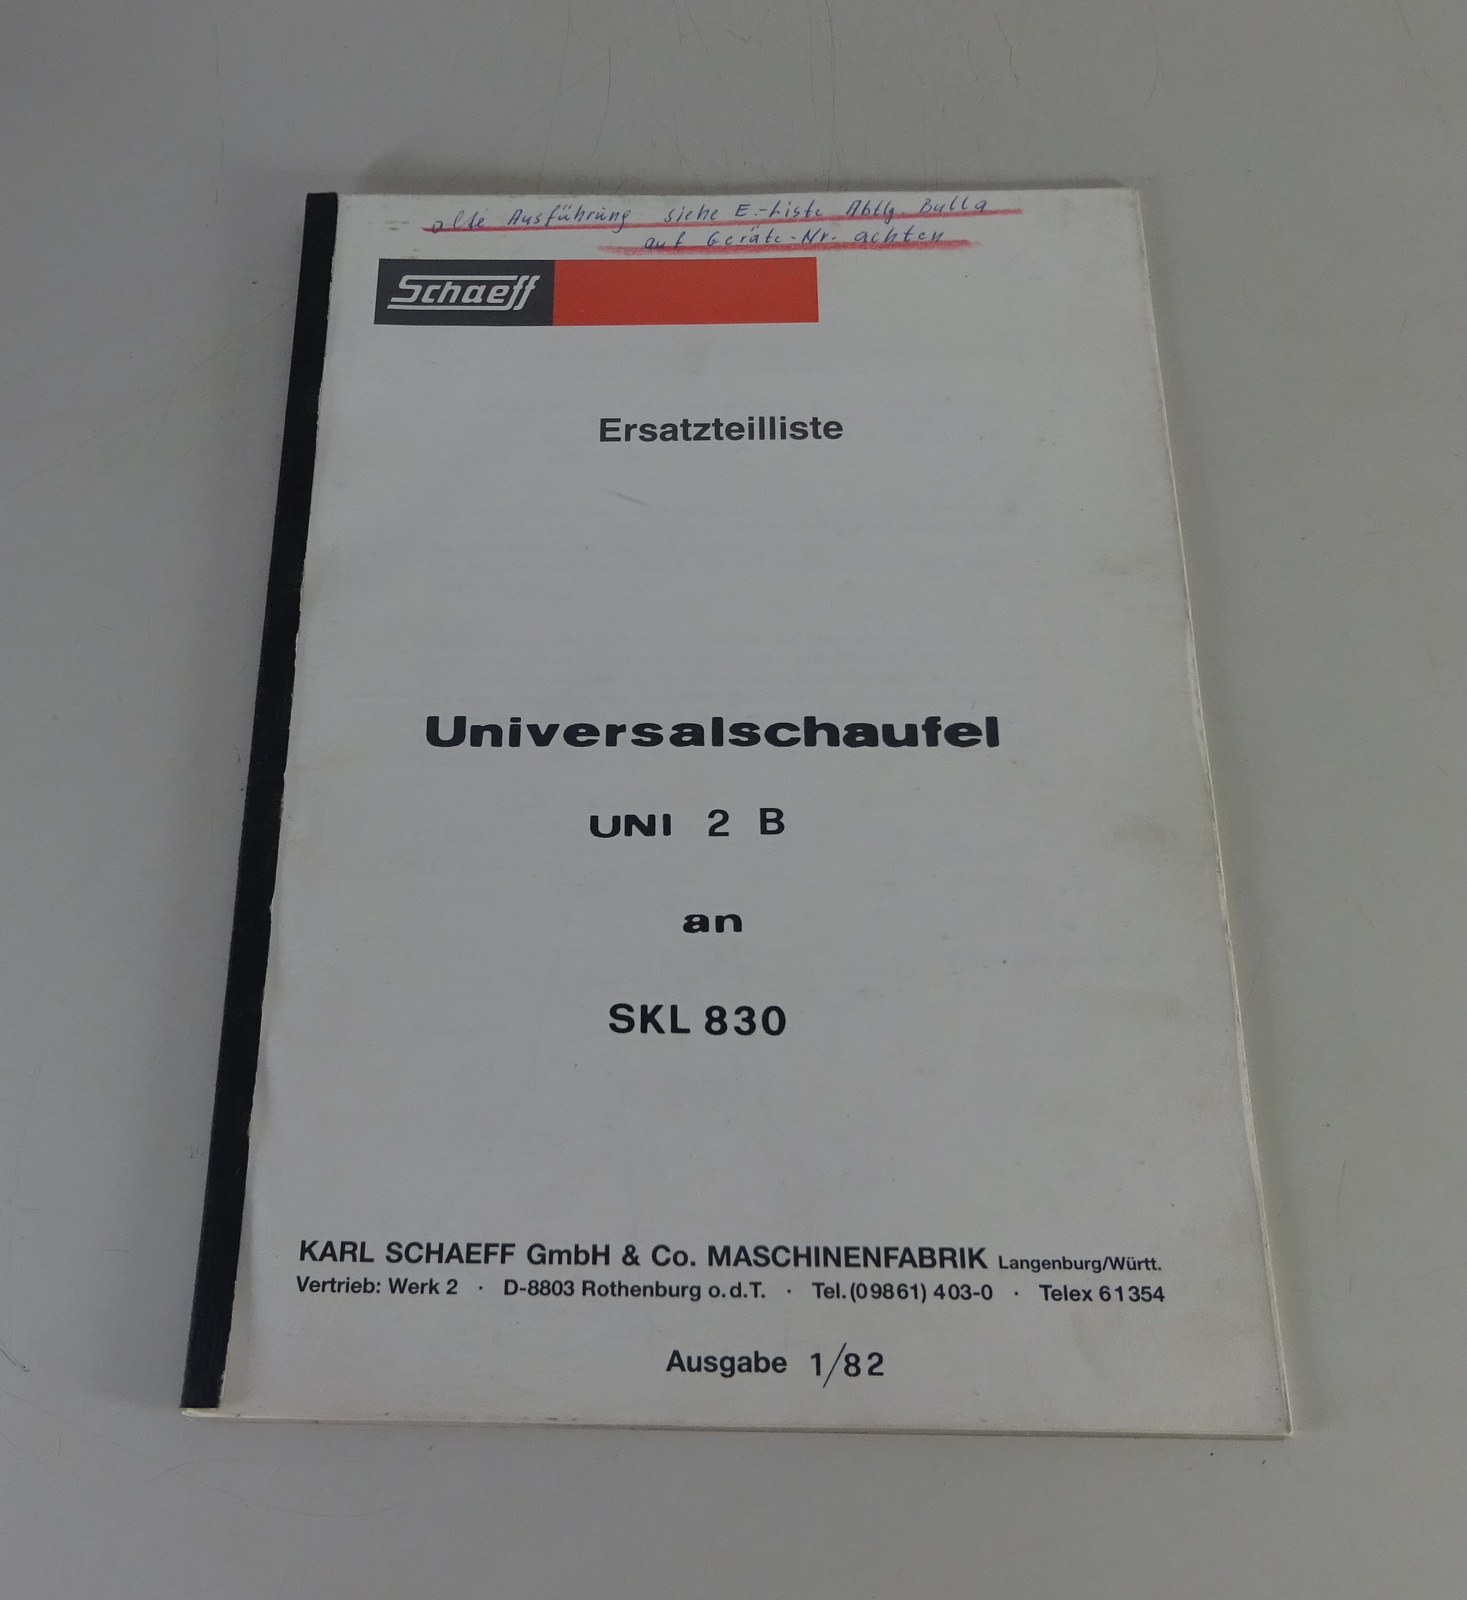 alte Ausführung siehe E.-Liste Abtlg. Bulla
auf Geräte-Nr. achten
Schaeff
Ersatzteilliste
Universalschaufel
UNI 2 B
an
SKL 830
KARL SCHAEFF GmbH & Co. MASCHINENFABRIK Langenburg/Württ.
Vertrieb: Werk 2 · D-8803 Rothenburg o.d.T. · Tel. (09861) 403-0 · Telex 61354
Ausgabe 1/82